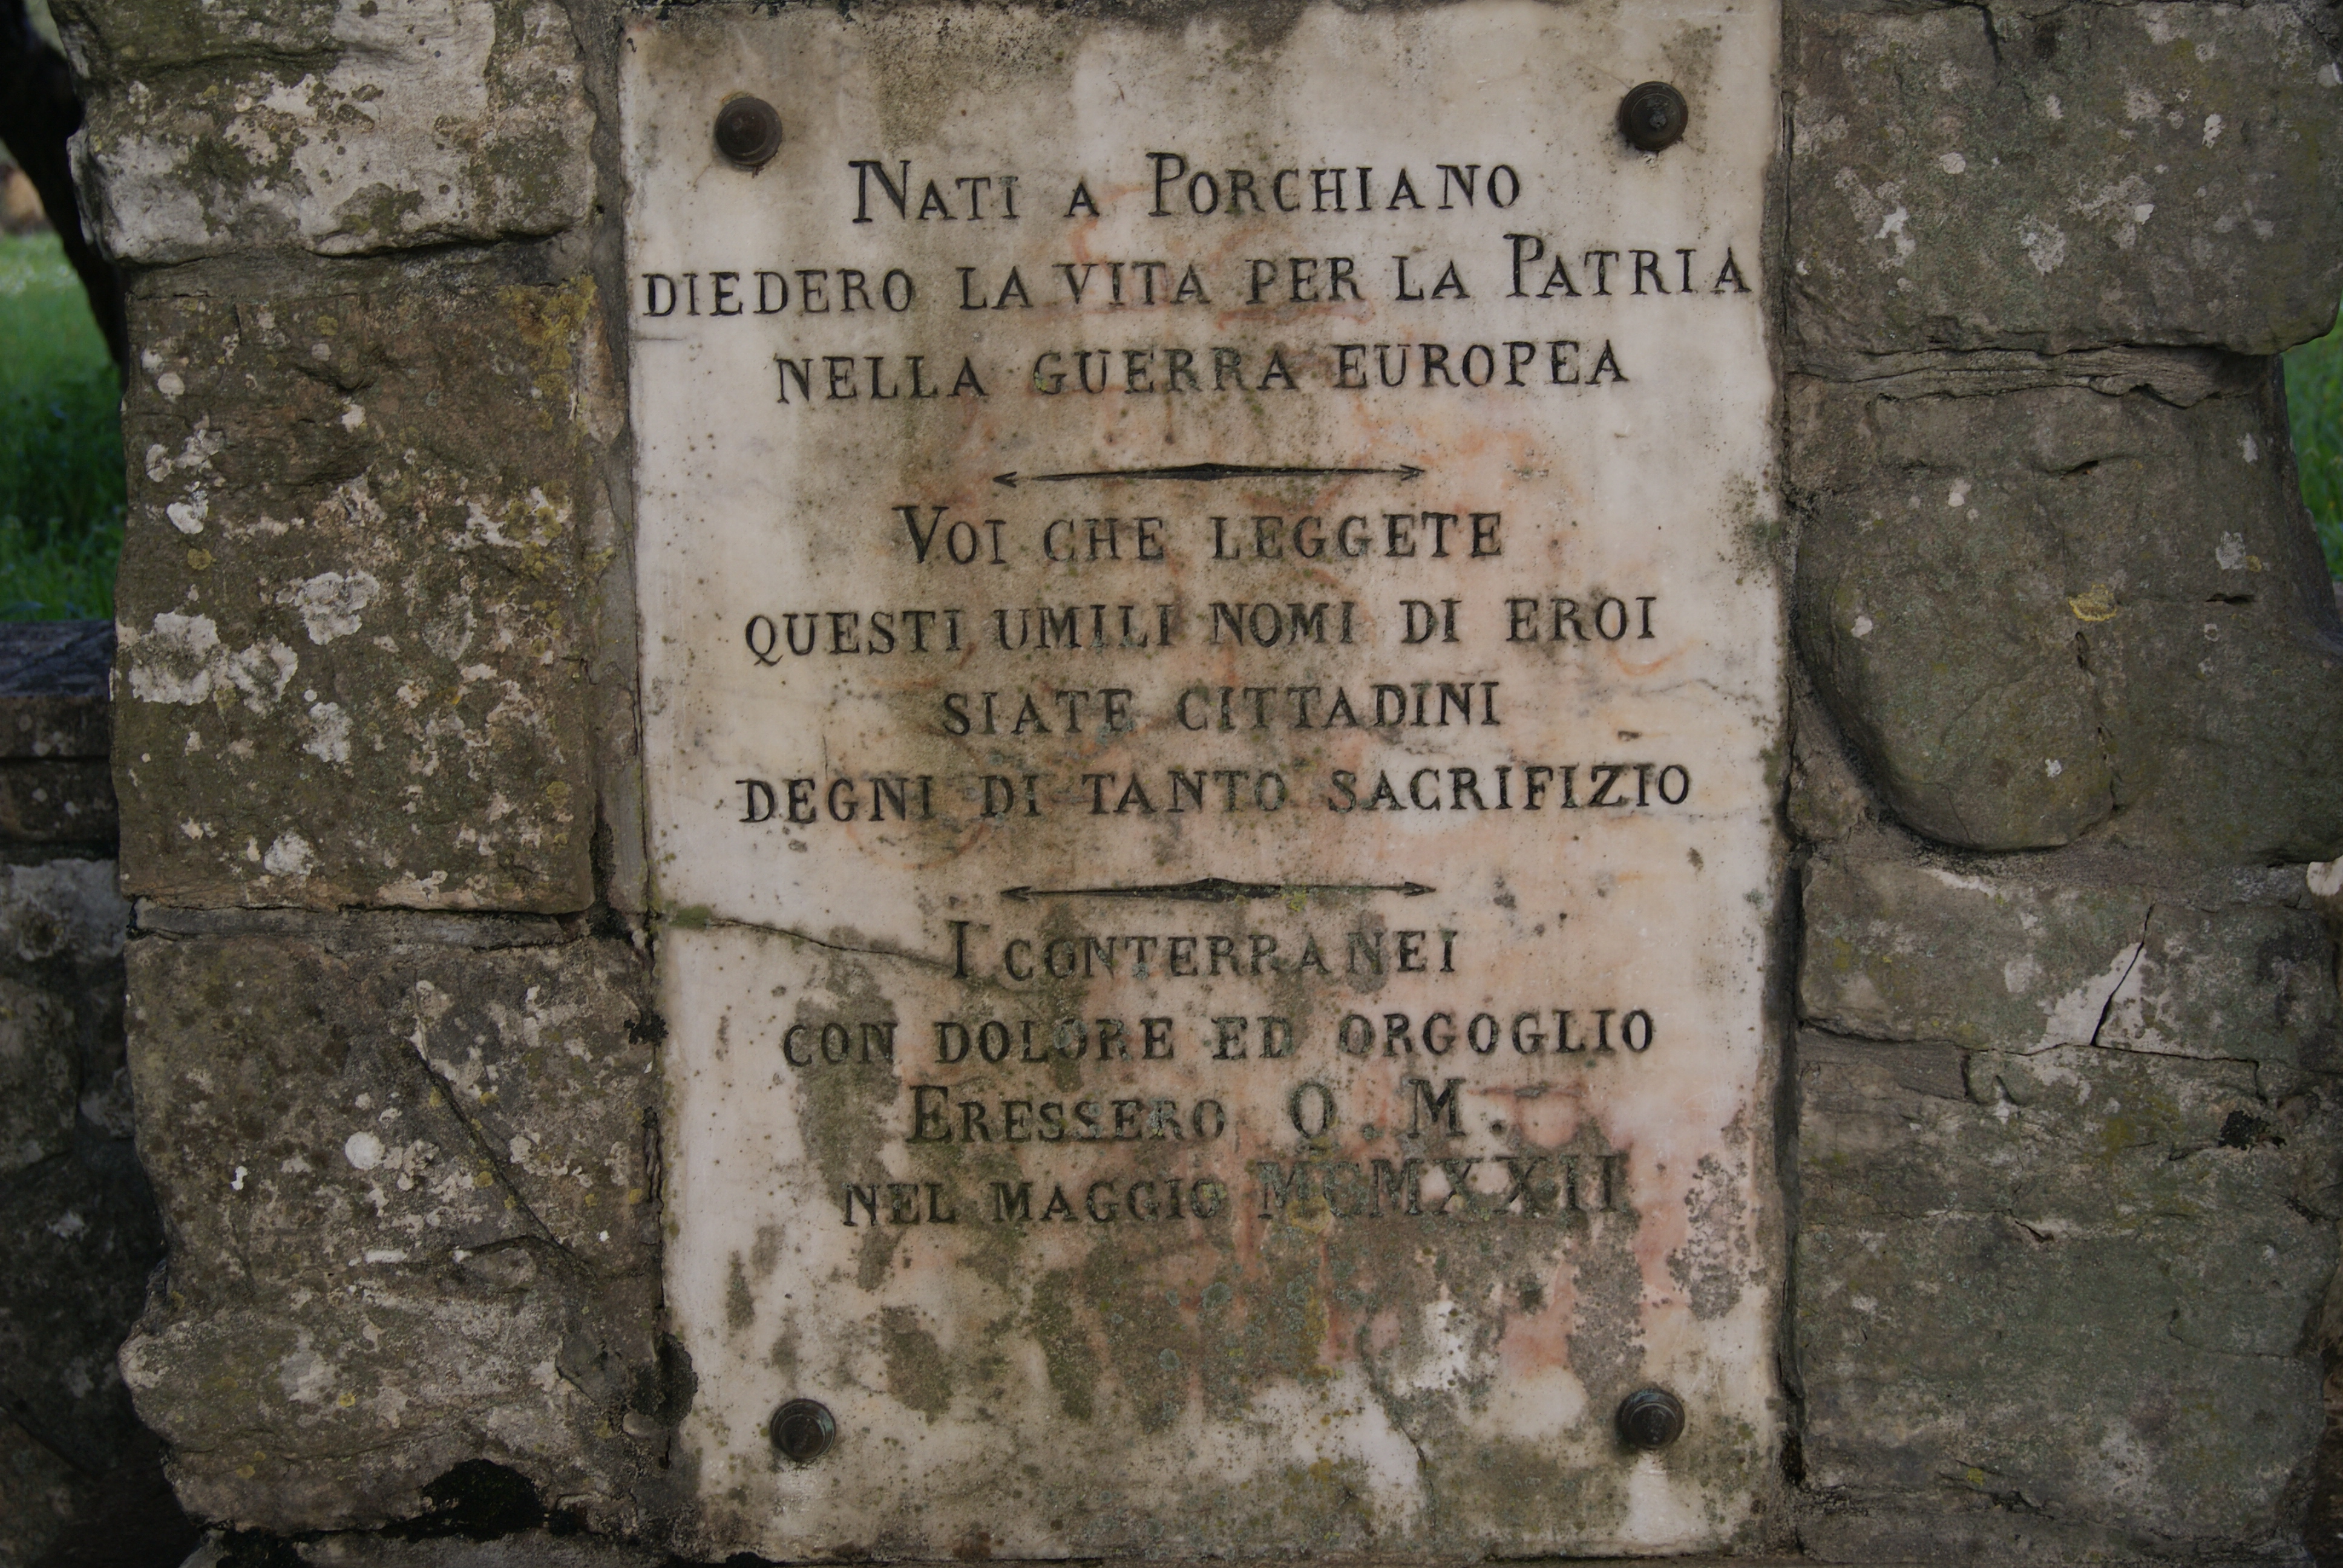 NATI A PORCHIANO
DIEDERO LA VITA PER LA PATRIA
NELLA GUERRA EUROPEA
VOI CHE LEGGETE
QUESTI UMILI NOMI DI EROI
SIATE CITTADINI
DEGNI DI TANTO SACRIFIZIO
I CONTERRANEI
CON DOLORE ED ORGOGLIO
ERESSERO Q. M.
NEL MAGGIO MCMXXII